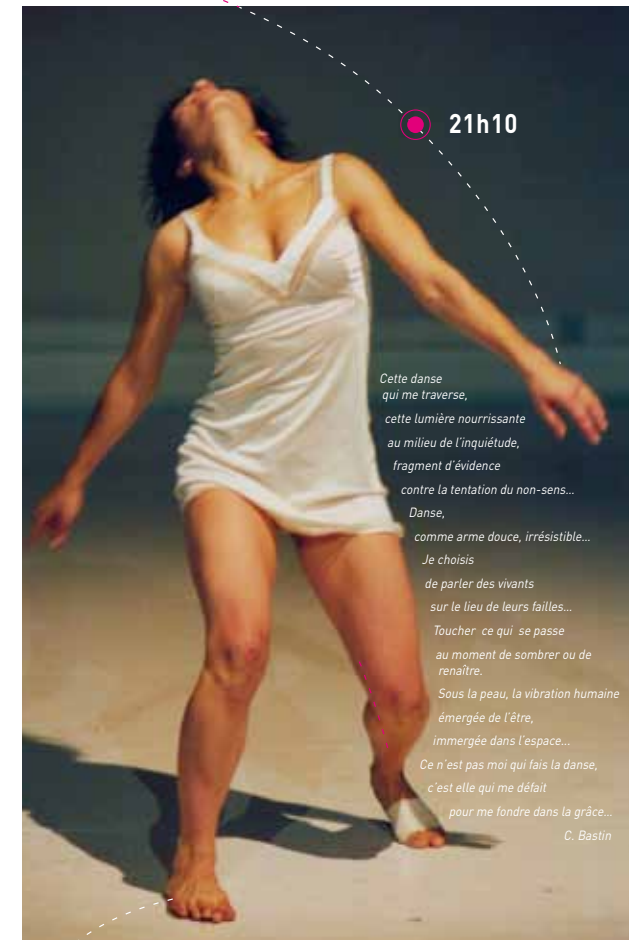 21h10
Cette danse
qui me traverse,
cette lumière nourrissante
au milieu de l’inquiétude,
fragment d’évidence
contre la tentation du non-sens...
Danse,
comme arme douce, irrésistible...
Je choisis
de parler des vivants
sur le lieu de leurs failles...
Toucher ce qui se passe
au moment de sombrer ou de
renaître.
Sous la peau, la vibration humaine
émergée de l’être,
immergée dans l’espace...
Ce n’est pas moi qui fais la danse,
c’est elle qui me défait
pour me fondre dans la grâce...
C. Bastin